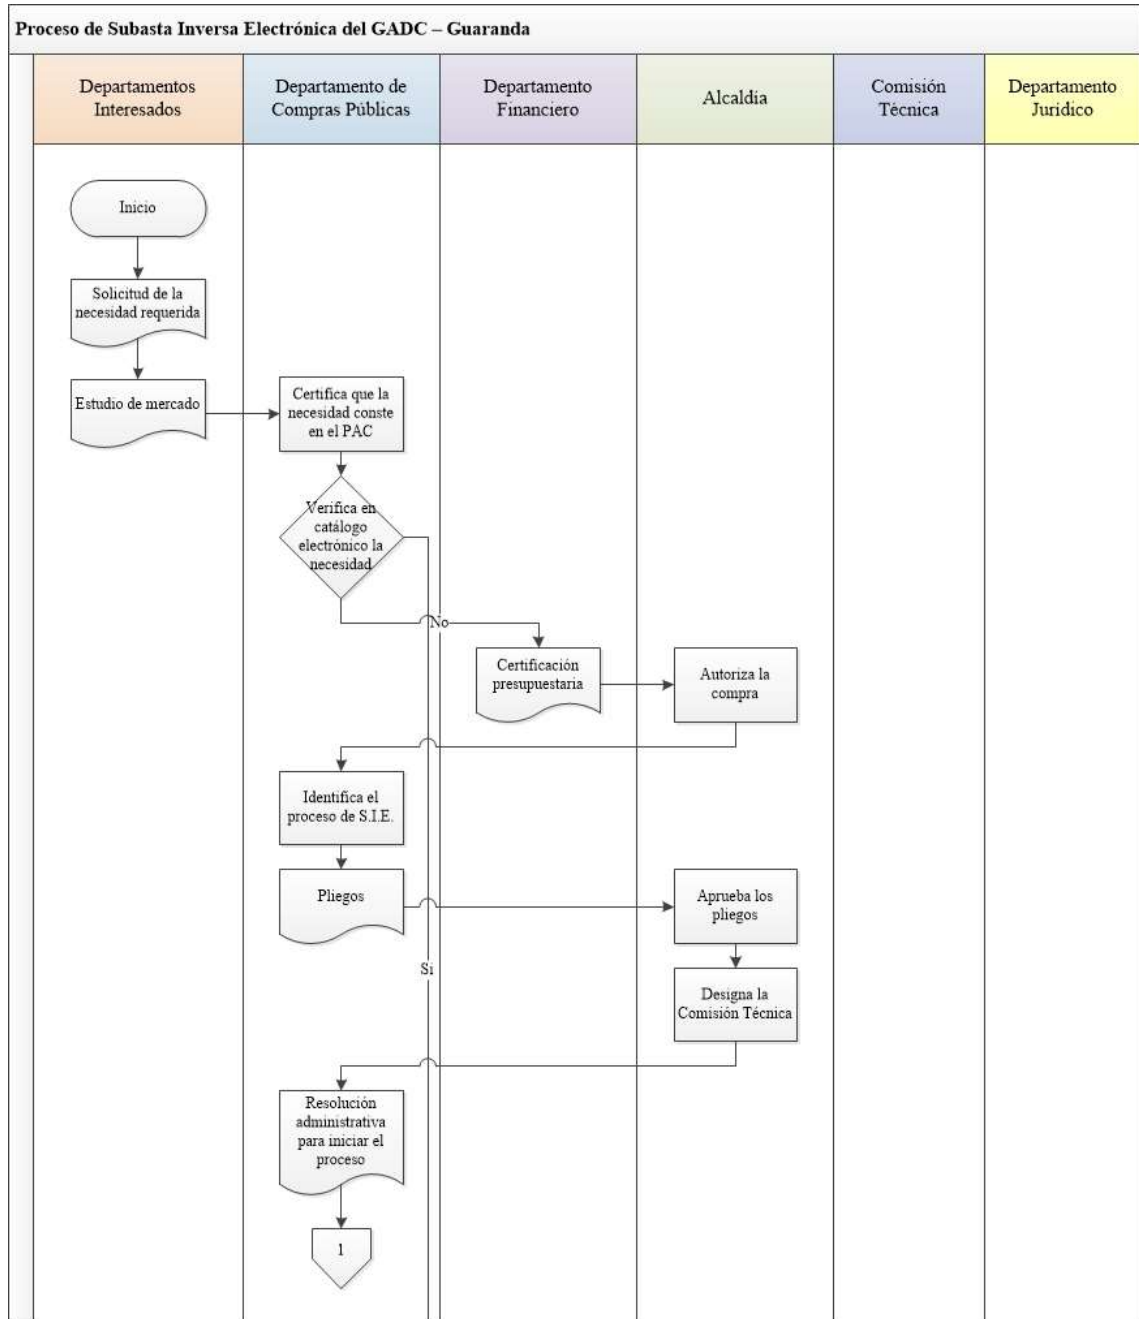 Proceso de Subasta Inversa Electrónica del GADC – Guaranda
Departamentos
Interesados
Departamento de
Compras Públicas
Departamento
Financiero
Alcaldía
Comisión
Técnica
Departamento
Jurídico
Inicio
Solicitud de la
necesidad requerida
Estudio de mercado
Certifica que la
necesidad conste
en el PAC
Verifica en
catálogo
electrónico la
necesidad
No
Certificación
presupuestaria
Autoriza la
compra
Identifica el
proceso de S.I.E.
Pliegos
Aprueba los
pliegos
Si
Designa la
Comisión Técnica
Resolución
administrativa
para iniciar el
proceso
1